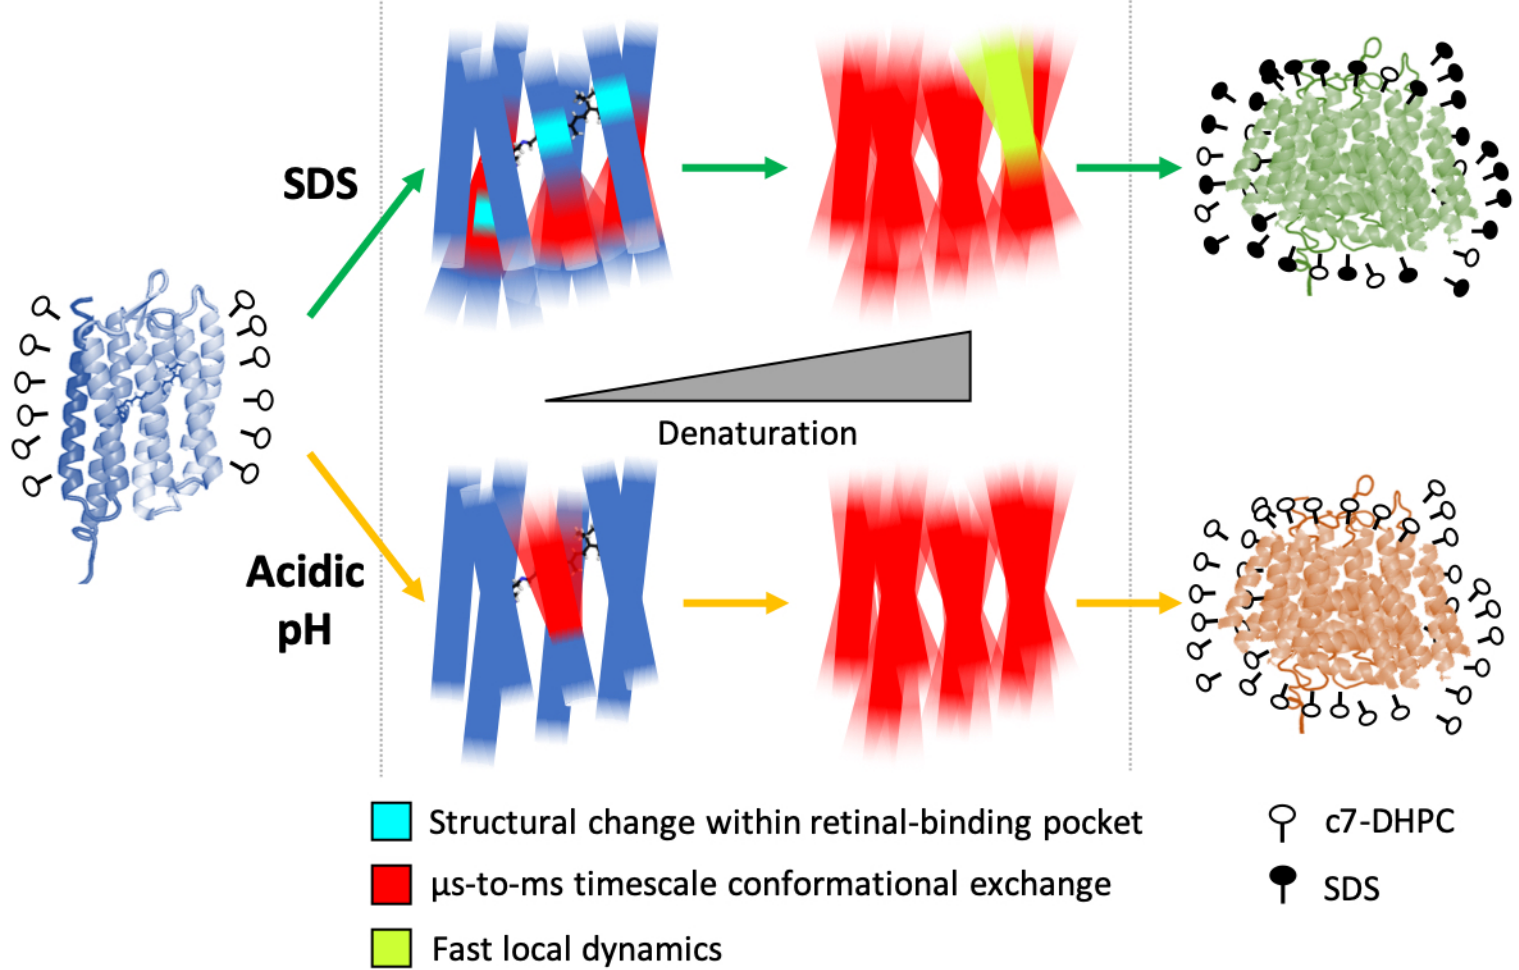 SDS
Denaturation
Acidic
pH
Structural change within retinal-binding pocket
μs-to-ms timescale conformational exchange
Fast local dynamics
c7-DHPC
SDS